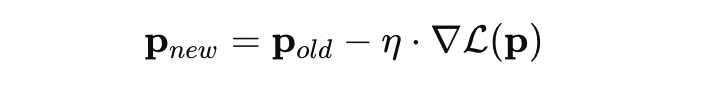 𝐩_new = 𝐩_old − η · ∇ℒ(𝐩)